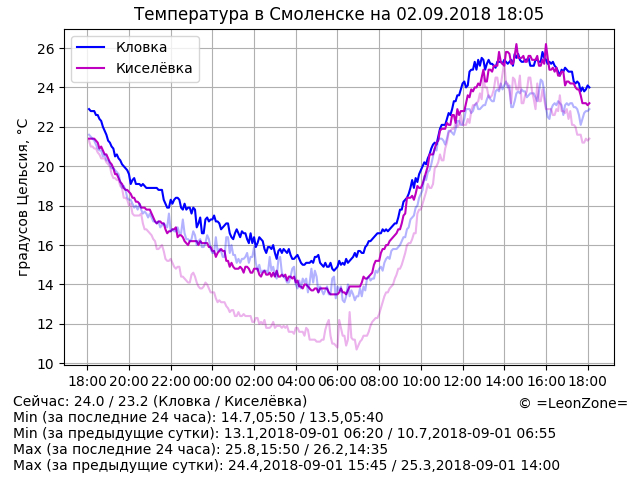 Температура в Смоленске на 02.09.2018 18:05
Кловка
Киселёвка
градусов Цельсия, °C
26
24
22
20
18
16
14
12
10
18:00 20:00 22:00 00:00 02:00 04:00 06:00 08:00 10:00 12:00 14:00 16:00 18:00
Сейчас: 24.0 / 23.2 (Кловка / Киселёвка)
© =LeonZone=
Min (за последние 24 часа): 14.7,05:50 / 13.5,05:40
Min (за предыдущие сутки): 13.1,2018-09-01 06:20 / 10.7,2018-09-01 06:55
Max (за последние 24 часа): 25.8,15:50 / 26.2,14:35
Max (за предыдущие сутки): 24.4,2018-09-01 15:45 / 25.3,2018-09-01 14:00